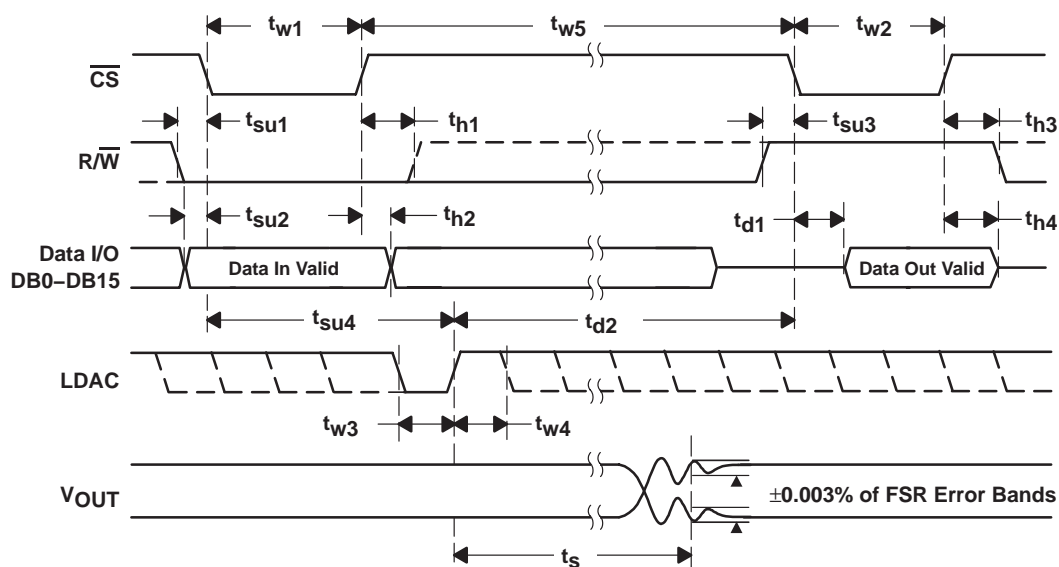 tw1 tw5 tw2
CS
tsu1 th1 tsu3 th3
R/W
tsu2 th2 td1 th4
Data I/O
DB0–DB15
Data In Valid Data Out Valid
tsu4 td2
LDAC
tw3 tw4
VOUT
±0.003% of FSR Error Bands
ts